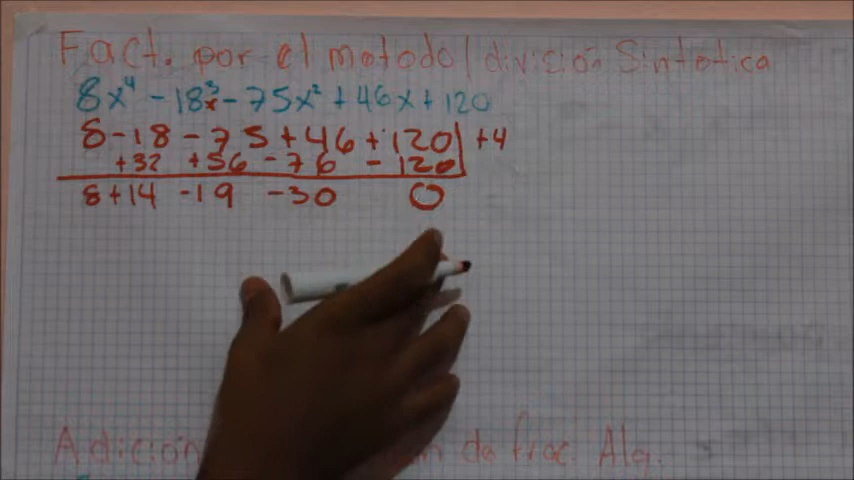 Fact. por el metodo / división Sintetica
8x⁴ - 18x³ - 75x² + 46x + 120
8 - 18 - 75 + 46 + 120 | +4
+32 +56 - 76 - 120
8 + 14 - 19 - 30 0
Adición de frac. Alg.